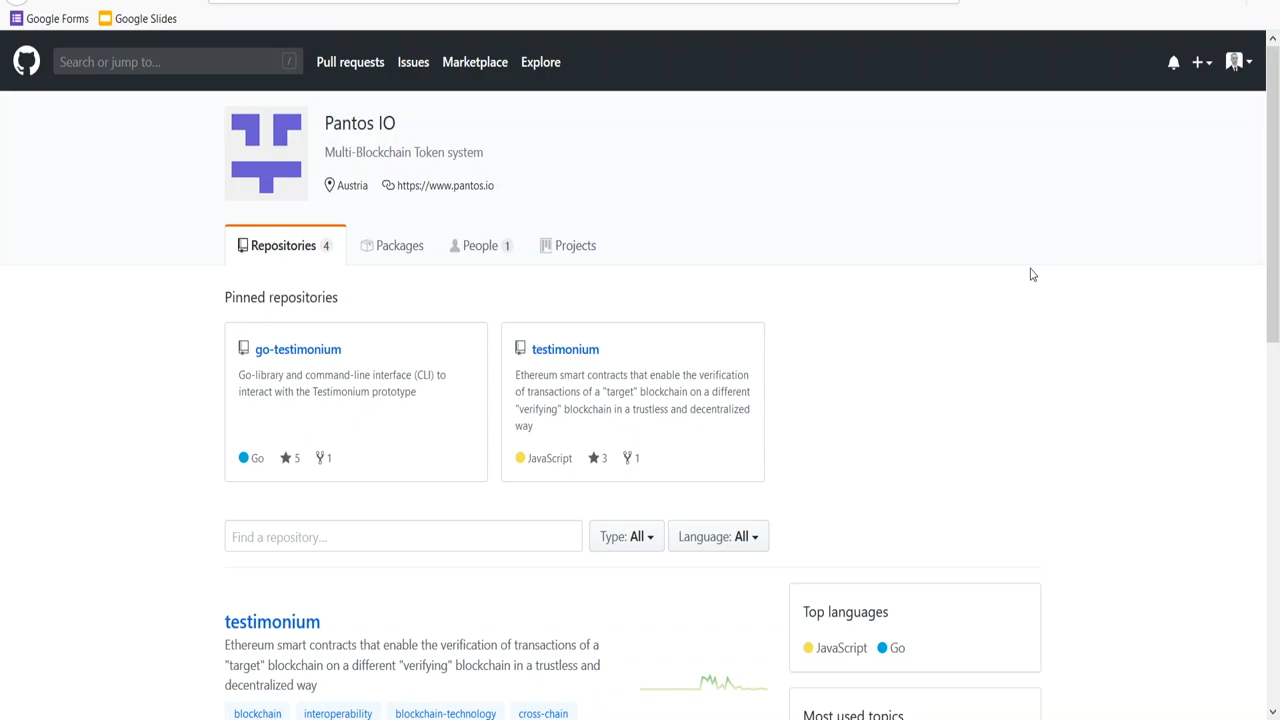 Google Forms Google Slides
Search or jump to... / Pull requests Issues Marketplace Explore
Pantos IO
Multi-Blockchain Token system
Austria https://www.pantos.io
Repositories 4 Packages People 1 Projects
Pinned repositories
go-testimonium
Go-library and command-line interface (CLI) to
interact with the Testimonium prototype
Go 5 1
testimonium
Ethereum smart contracts that enable the verification
of transactions of a "target" blockchain on a different
"verifying" blockchain in a trustless and decentralized
way
JavaScript 3 1
Find a repository... Type: All Language: All
testimonium
Ethereum smart contracts that enable the verification of transactions of a
"target" blockchain on a different "verifying" blockchain in a trustless and
decentralized way
blockchain interoperability blockchain-technology cross-chain
Top languages
JavaScript Go
Most used topics